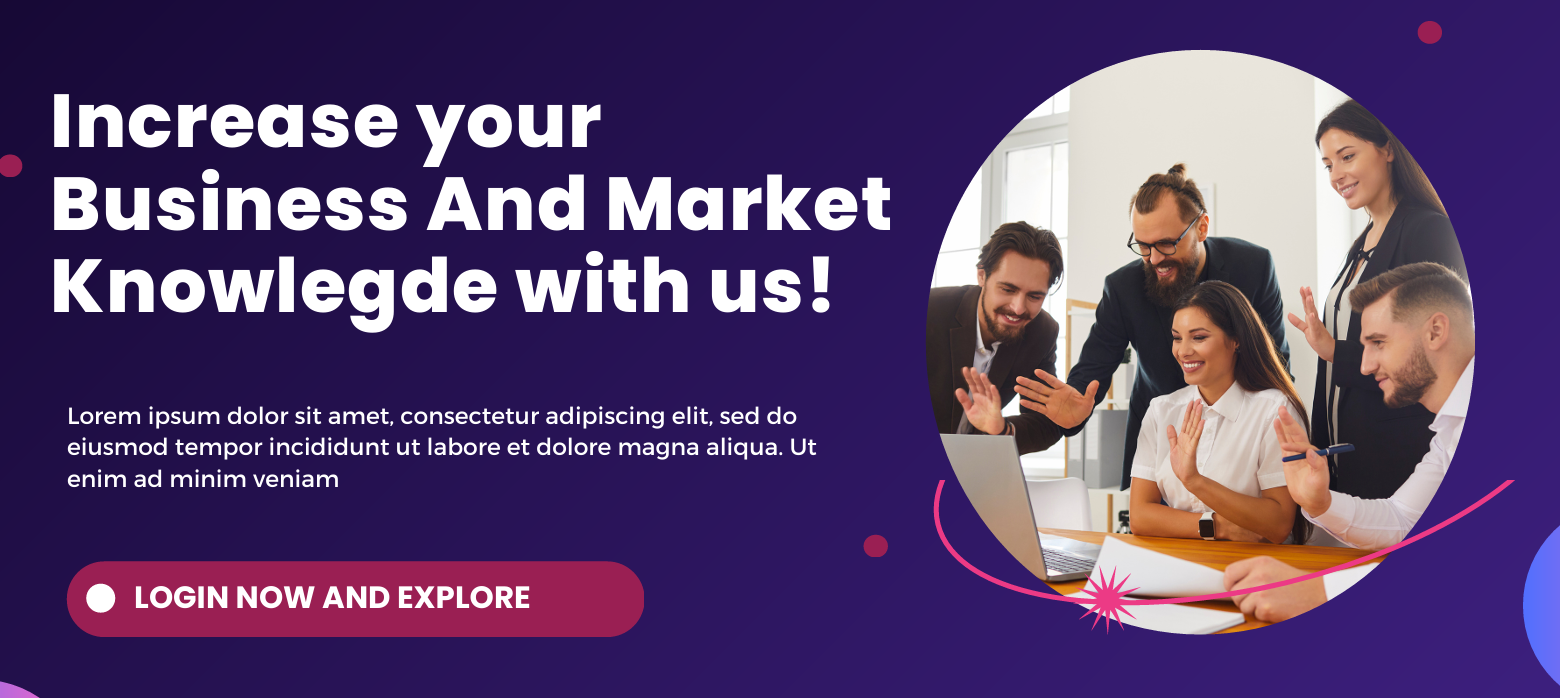 Increase your
Business And Market
Knowlegde with us!
Lorem ipsum dolor sit amet, consectetur adipiscing elit, sed do
eiusmod tempor incididunt ut labore et dolore magna aliqua. Ut
enim ad minim veniam
LOGIN NOW AND EXPLORE